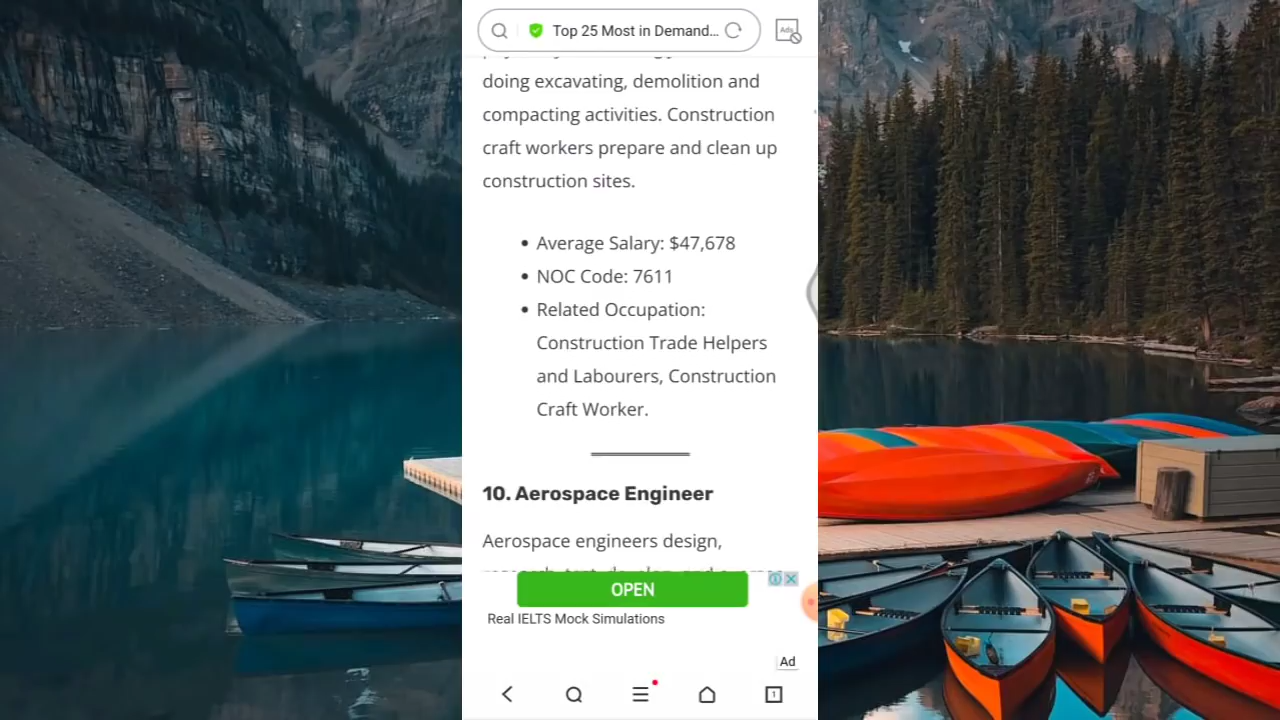 Top 25 Most in Demand...
Ads
doing excavating, demolition and
compacting activities. Construction
craft workers prepare and clean up
construction sites.
• Average Salary: $47,678
• NOC Code: 7611
• Related Occupation:
Construction Trade Helpers
and Labourers, Construction
Craft Worker.
10. Aerospace Engineer
Aerospace engineers design,
OPEN
Real IELTS Mock Simulations
Ad
1